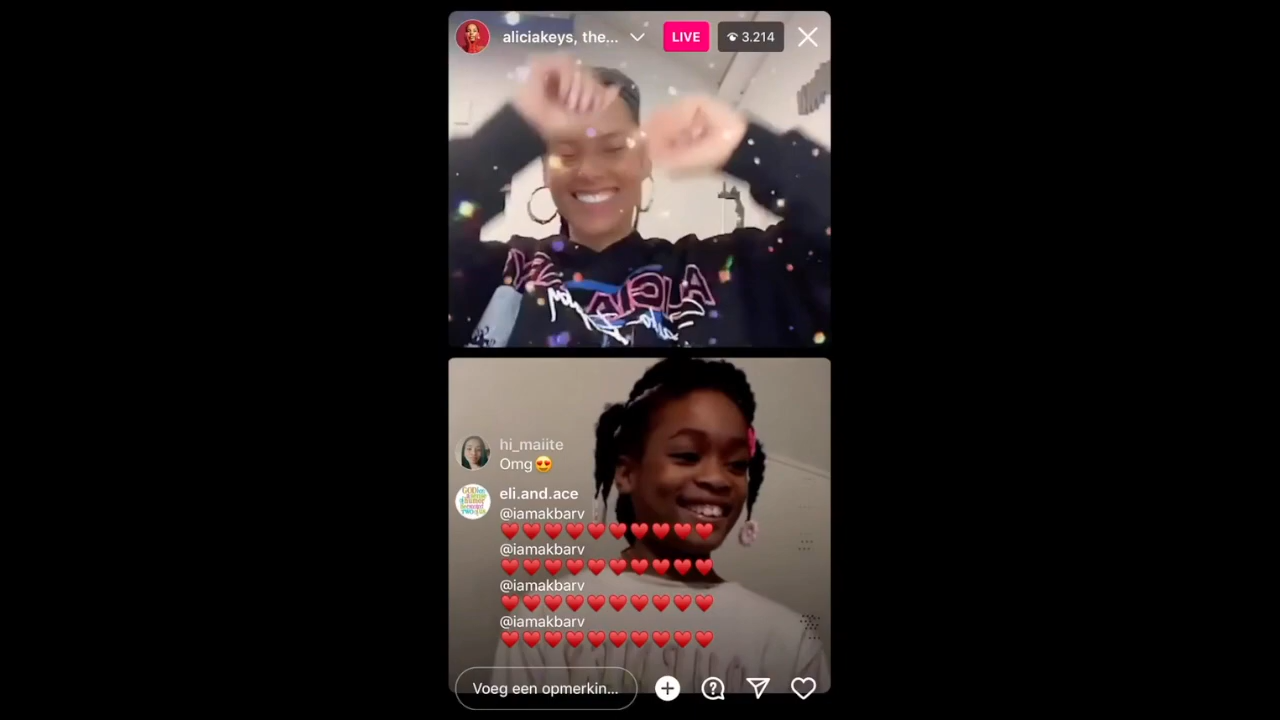 aliciakeys, the...
LIVE
3.214
hi_maiite
Omg😍
eli.and.ace
@iamakbarv
❤️❤️❤️❤️❤️❤️❤️❤️❤️❤️
@iamakbarv
❤️❤️❤️❤️❤️❤️❤️❤️❤️❤️
@iamakbarv
❤️❤️❤️❤️❤️❤️❤️❤️❤️❤️
@iamakbarv
❤️❤️❤️❤️❤️❤️❤️❤️❤️❤️
Voeg een opmerkin...